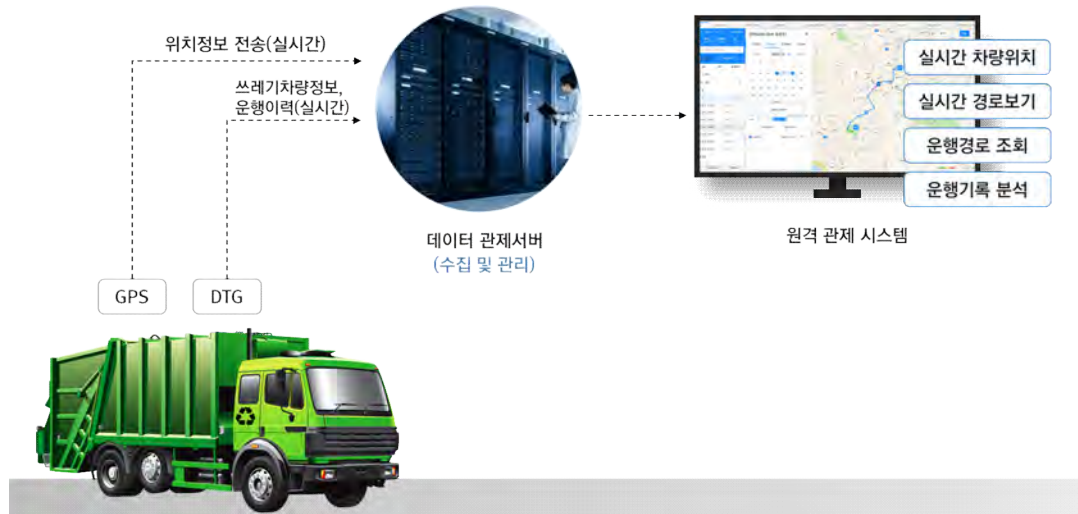 위치정보 전송(실시간)
쓰레기차량정보,
운행이력(실시간)
실시간 차량위치
실시간 경로보기
운행경로 조회
운행기록 분석
데이터 관제서버
(수집 및 관리)
원격 관제 시스템
GPS
DTG